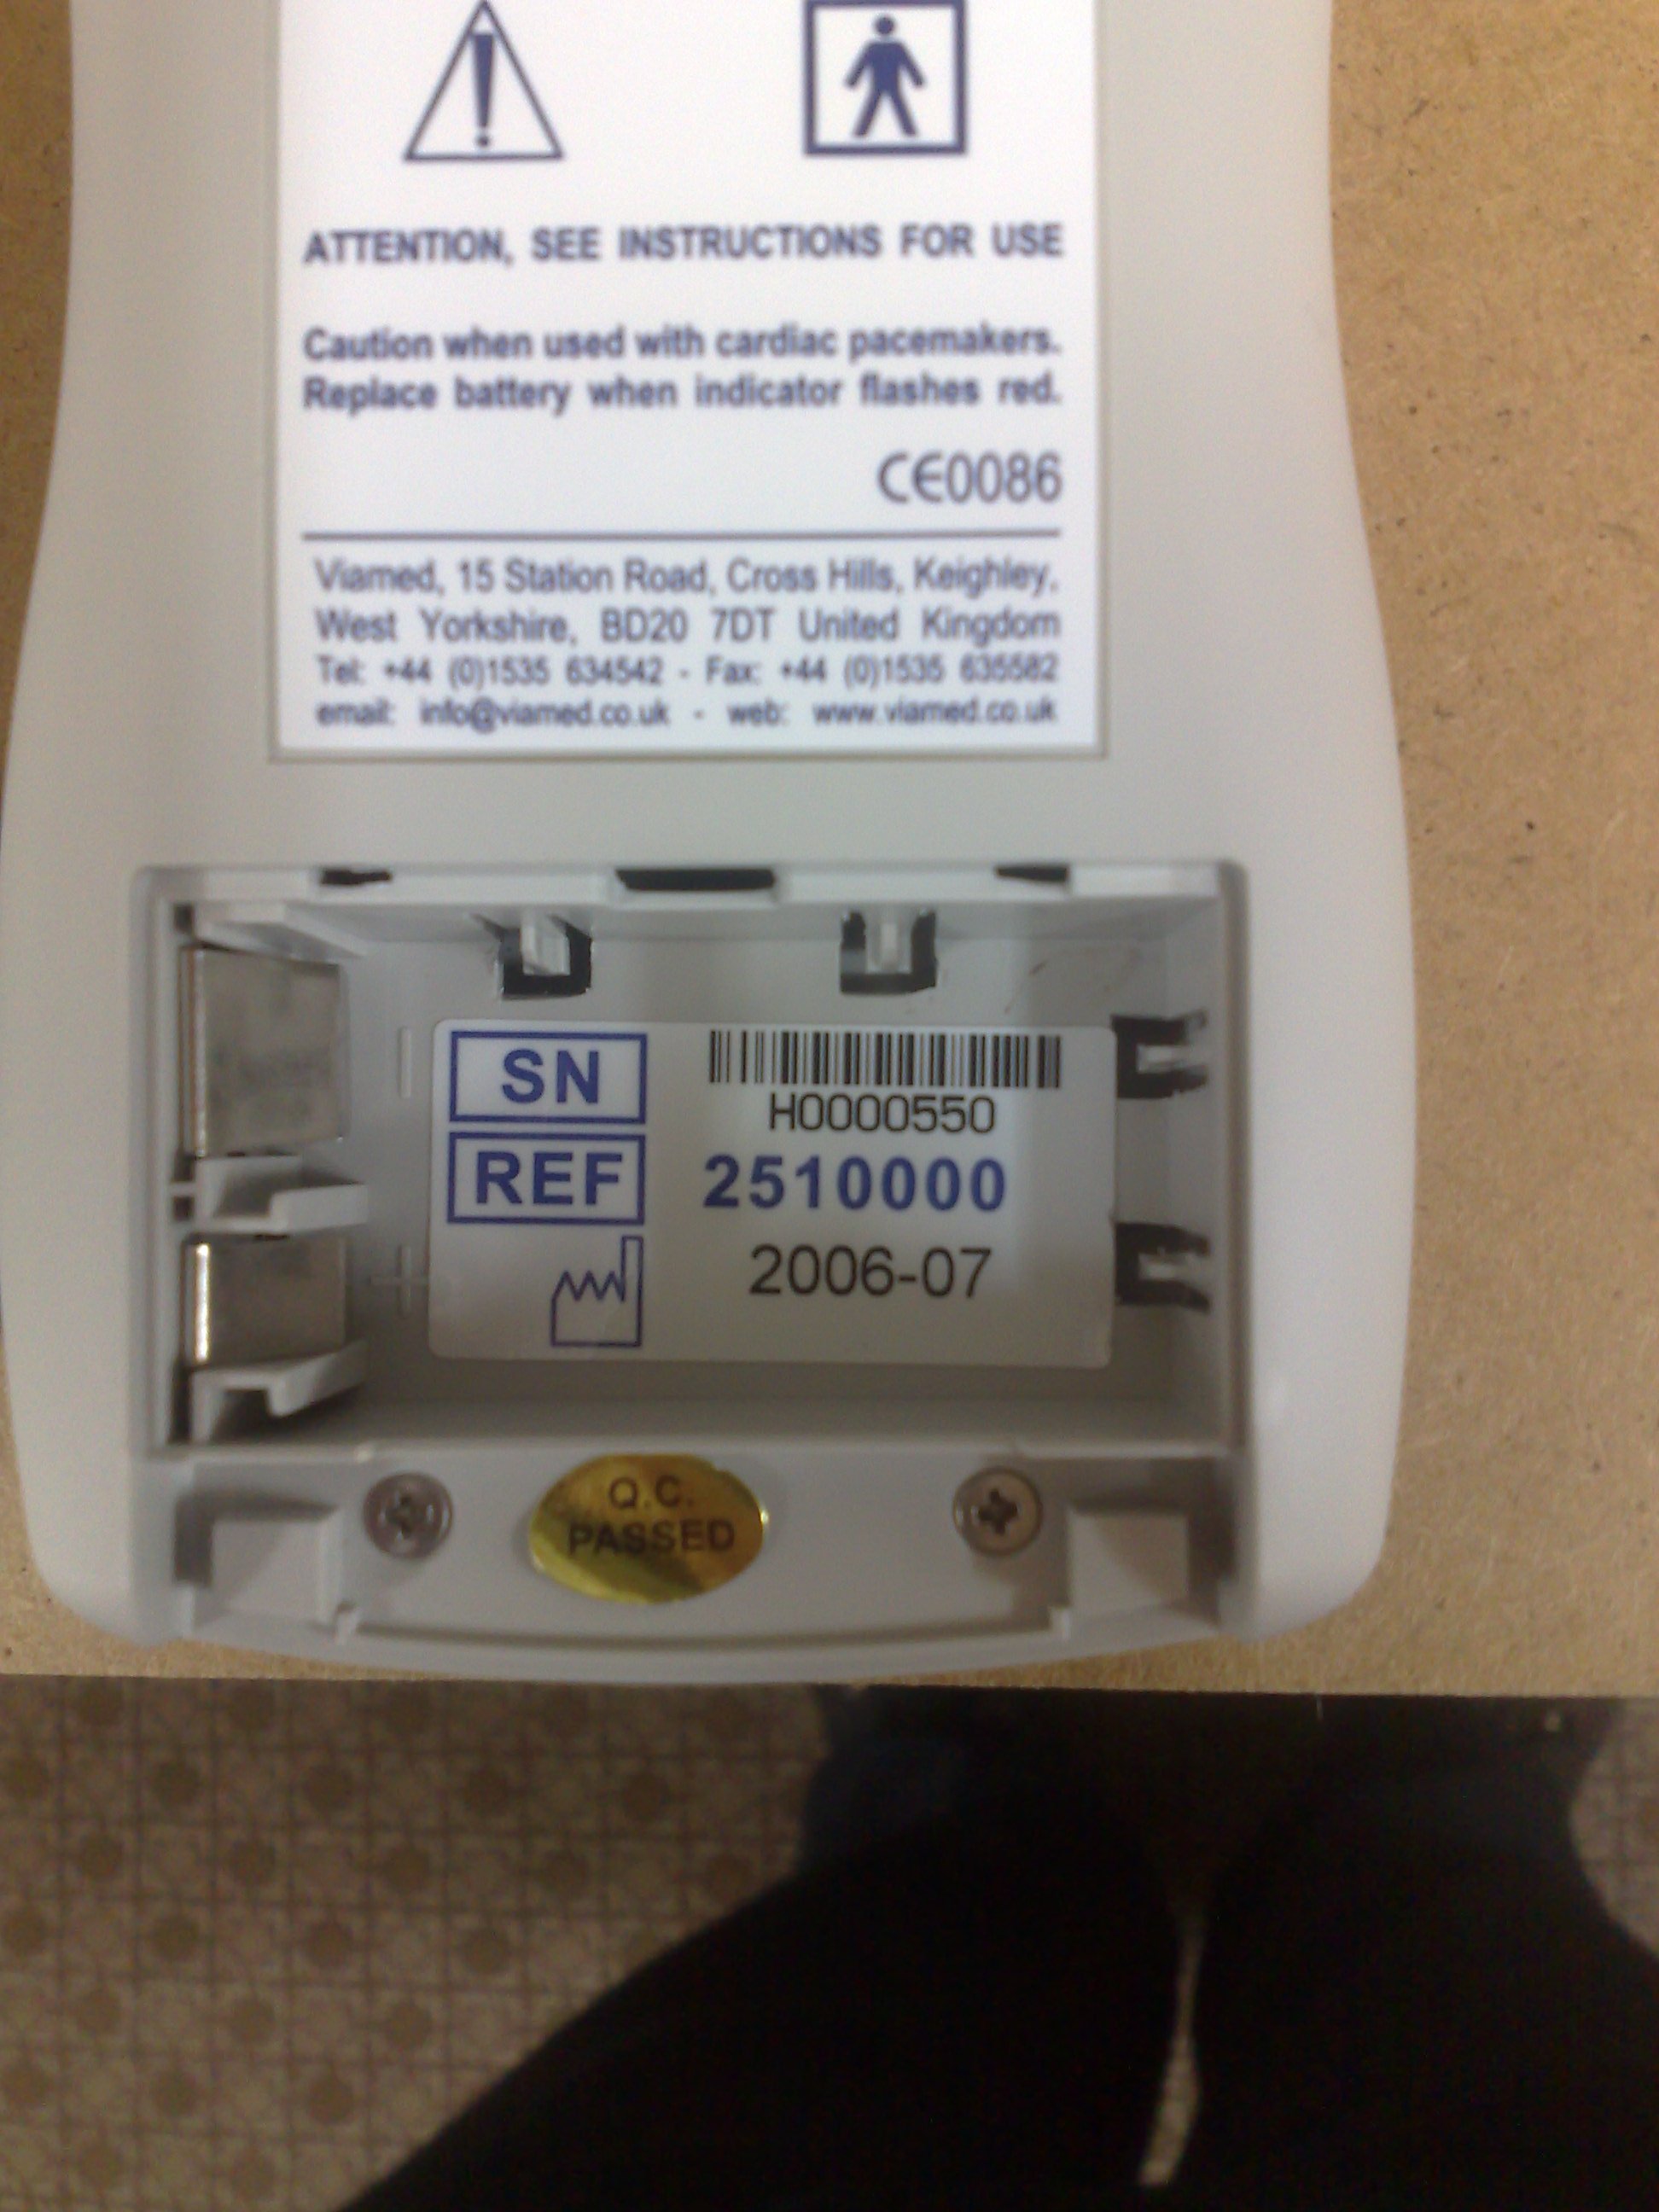 ATTENTION, SEE INSTRUCTIONS FOR USE
Caution when used with cardiac pacemakers.
Replace battery when indicator flashes red.
CE0086
Viamed, 15 Station Road, Cross Hills, Keighley,
West Yorkshire, BD20 7DT United Kingdom
Tel: +44 (0)1535 634542 - Fax: +44 (0)1535 635582
email: info@viamed.co.uk - web: www.viamed.co.uk
SN H0000550
REF 2510000
2006-07
Q.C.
PASSED